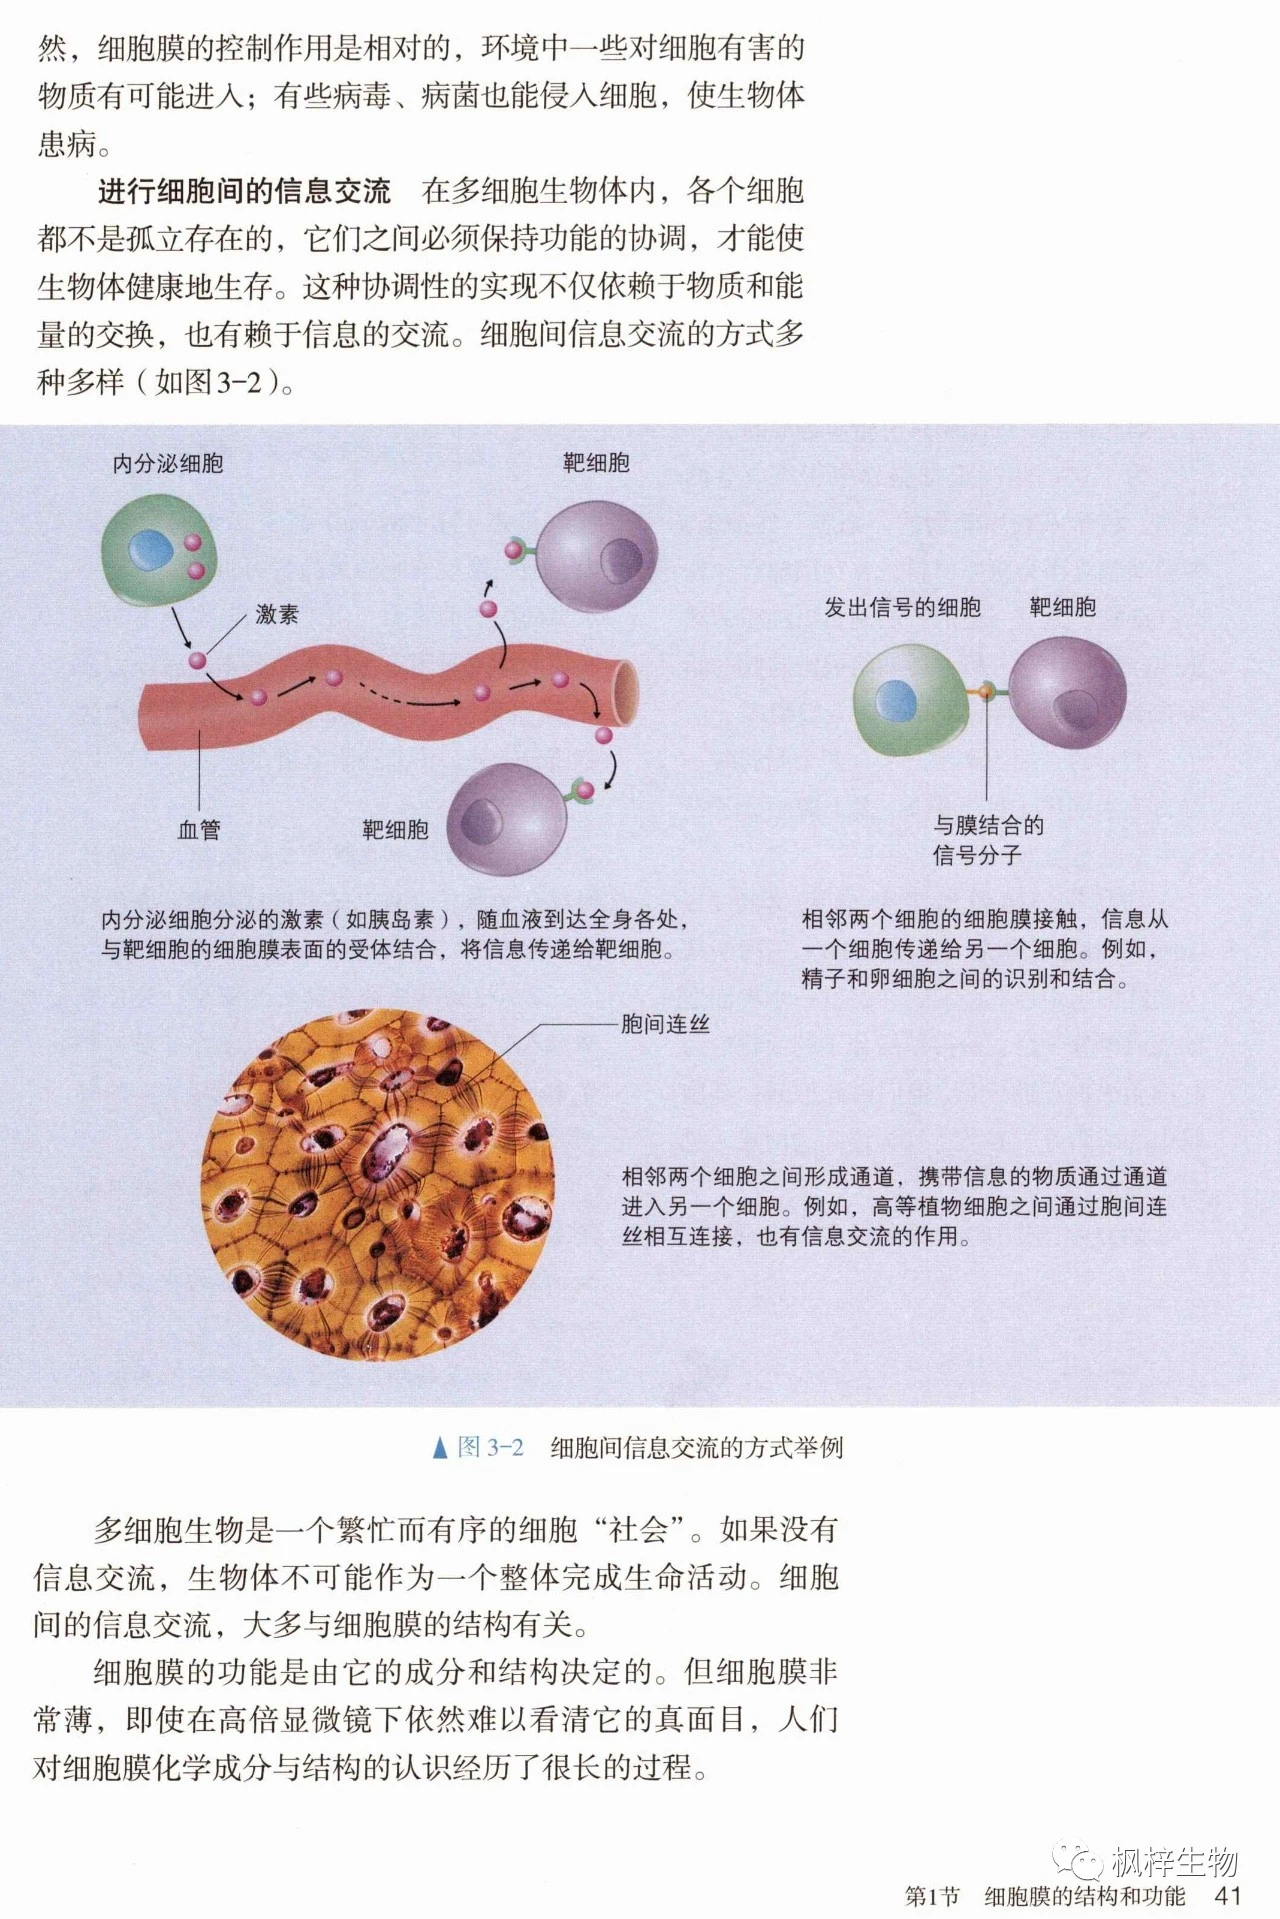 然，细胞膜的控制作用是相对的，环境中一些对细胞有害的
物质有可能进入；有些病毒、病菌也能侵入细胞，使生物体
患病。
进行细胞间的信息交流　在多细胞生物体内，各个细胞
都不是孤立存在的，它们之间必须保持功能的协调，才能使
生物体健康地生存。这种协调性的实现不仅依赖于物质和能
量的交换，也有赖于信息的交流。细胞间信息交流的方式多
种多样（如图3-2）。
内分泌细胞
靶细胞
激素
血管
靶细胞
发出信号的细胞
靶细胞
与膜结合的
信号分子
内分泌细胞分泌的激素（如胰岛素），随血液到达全身各处，
与靶细胞的细胞膜表面的受体结合，将信息传递给靶细胞。
相邻两个细胞的细胞膜接触，信息从
一个细胞传递给另一个细胞。例如，
精子和卵细胞之间的识别和结合。
胞间连丝
相邻两个细胞之间形成通道，携带信息的物质通过通道
进入另一个细胞。例如，高等植物细胞之间通过胞间连
丝相互连接，也有信息交流的作用。
▲图 3-2　细胞间信息交流的方式举例
多细胞生物是一个繁忙而有序的细胞“社会”。如果没有
信息交流，生物体不可能作为一个整体完成生命活动。细胞
间的信息交流，大多与细胞膜的结构有关。
细胞膜的功能是由它的成分和结构决定的。但细胞膜非
常薄，即使在高倍显微镜下依然难以看清它的真面目，人们
对细胞膜化学成分与结构的认识经历了很长的过程。
枫梓生物
第1节　细胞膜的结构和功能　41